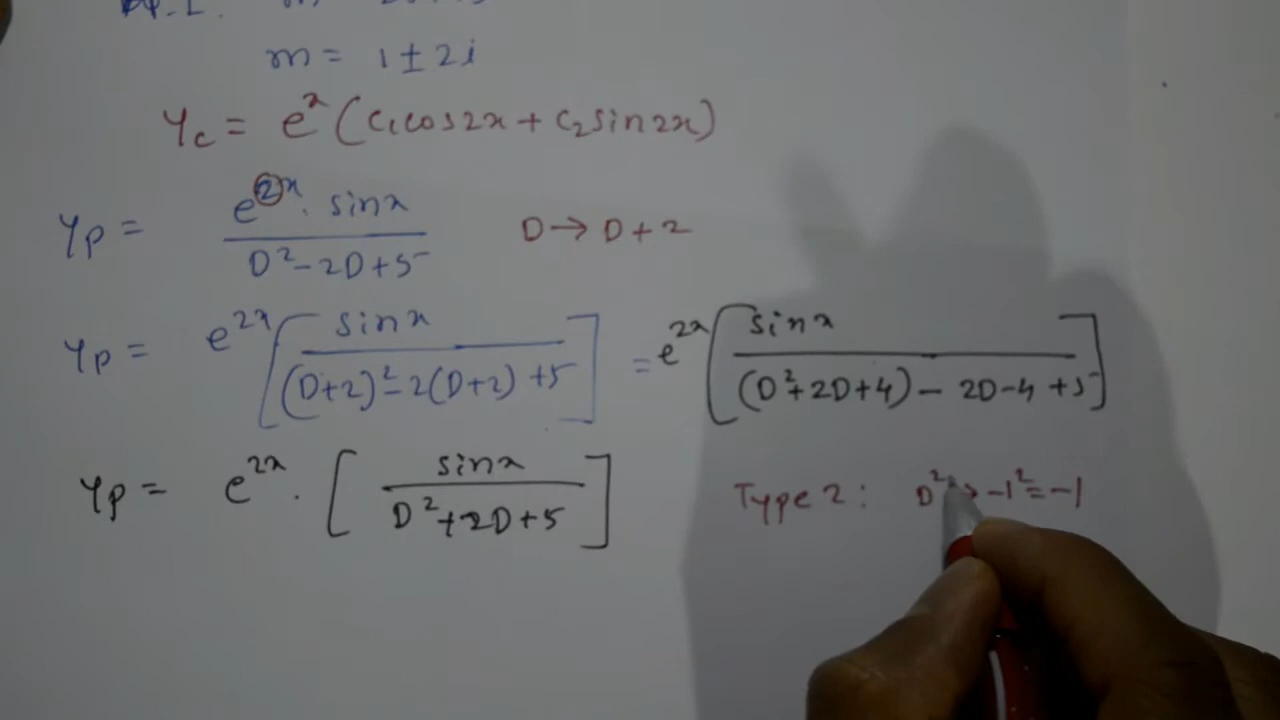 m = 1 ± 2i
Yc = e^x (c₁cos2x + c₂sin2x)
Yp = e^(2x) . sinx / D² - 2D + 5 D → D + 2
Yp = e^2x [ sinx / (D+2)² - 2(D+2) + 5 ] = e^2x [ sinx / (D² + 2D + 4) - 2D - 4 + 5 ]
Yp = e^2x . [ sinx / D² + 2D + 5 ] Type 2 : D² → -1² = -1